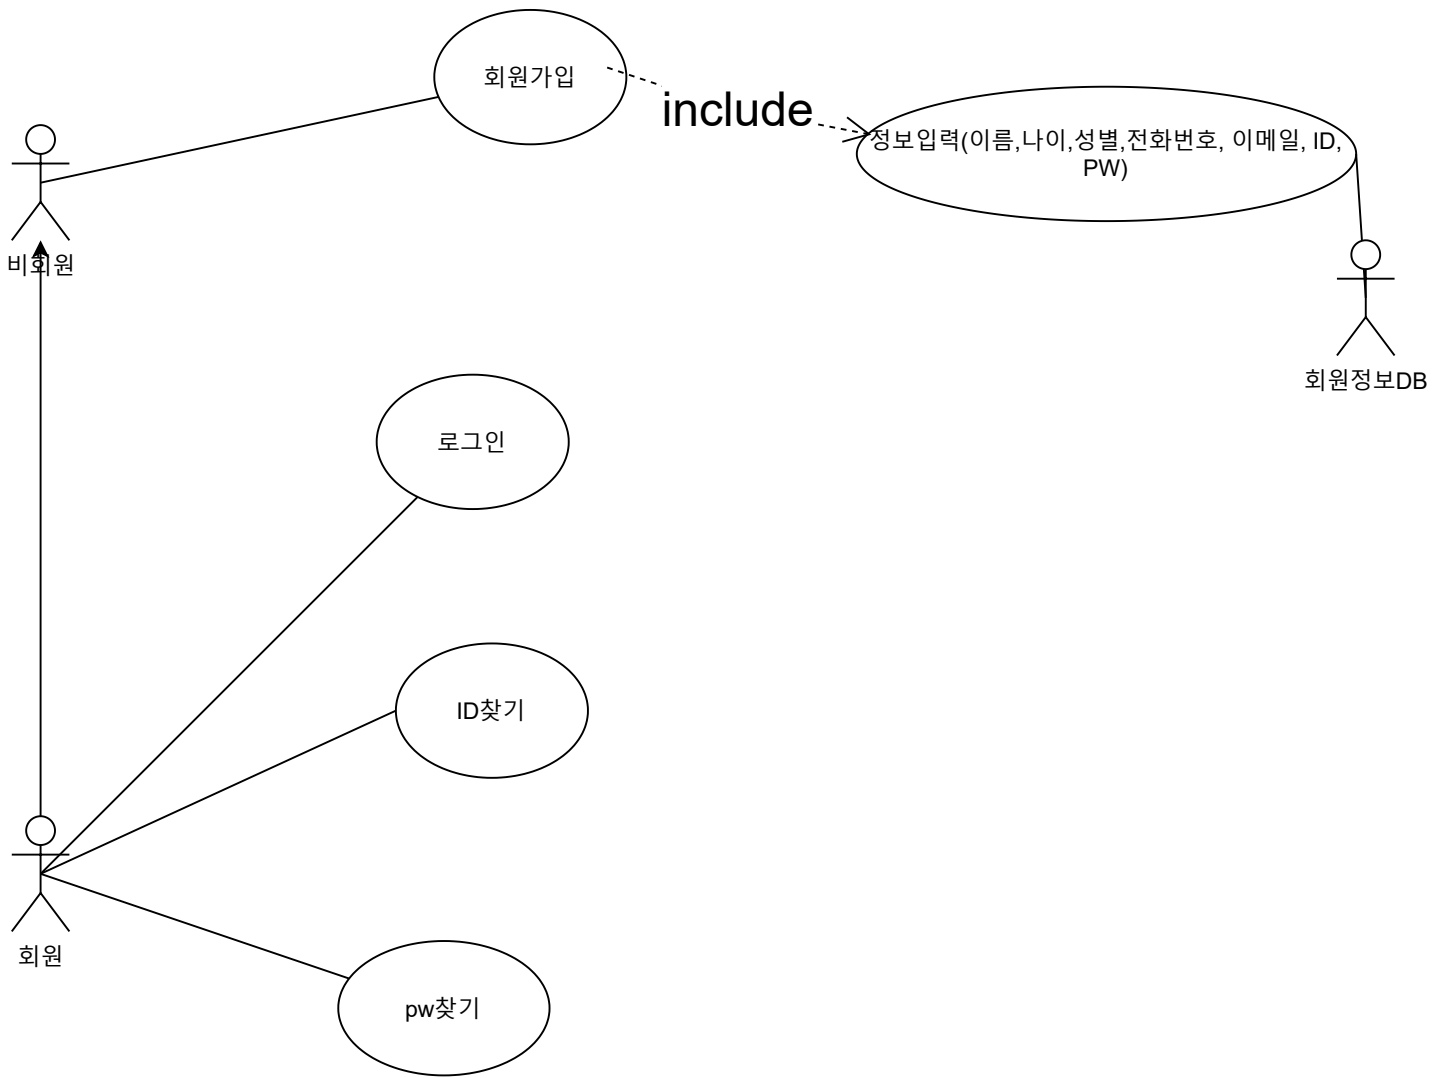 회원가입
include
정보입력(이름,나이,성별,전화번호, 이메일, ID,
PW)
비회원
회원정보DB
로그인
ID찾기
회원
pw찾기